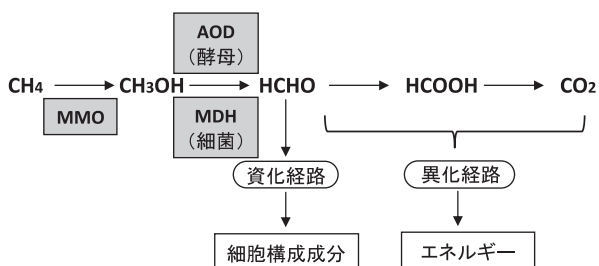 AOD
(酵母)
CH4 CH3OH HCHO HCOOH CO2
MMO
MDH
(細菌)
資化経路 異化経路
細胞構成成分 エネルギー